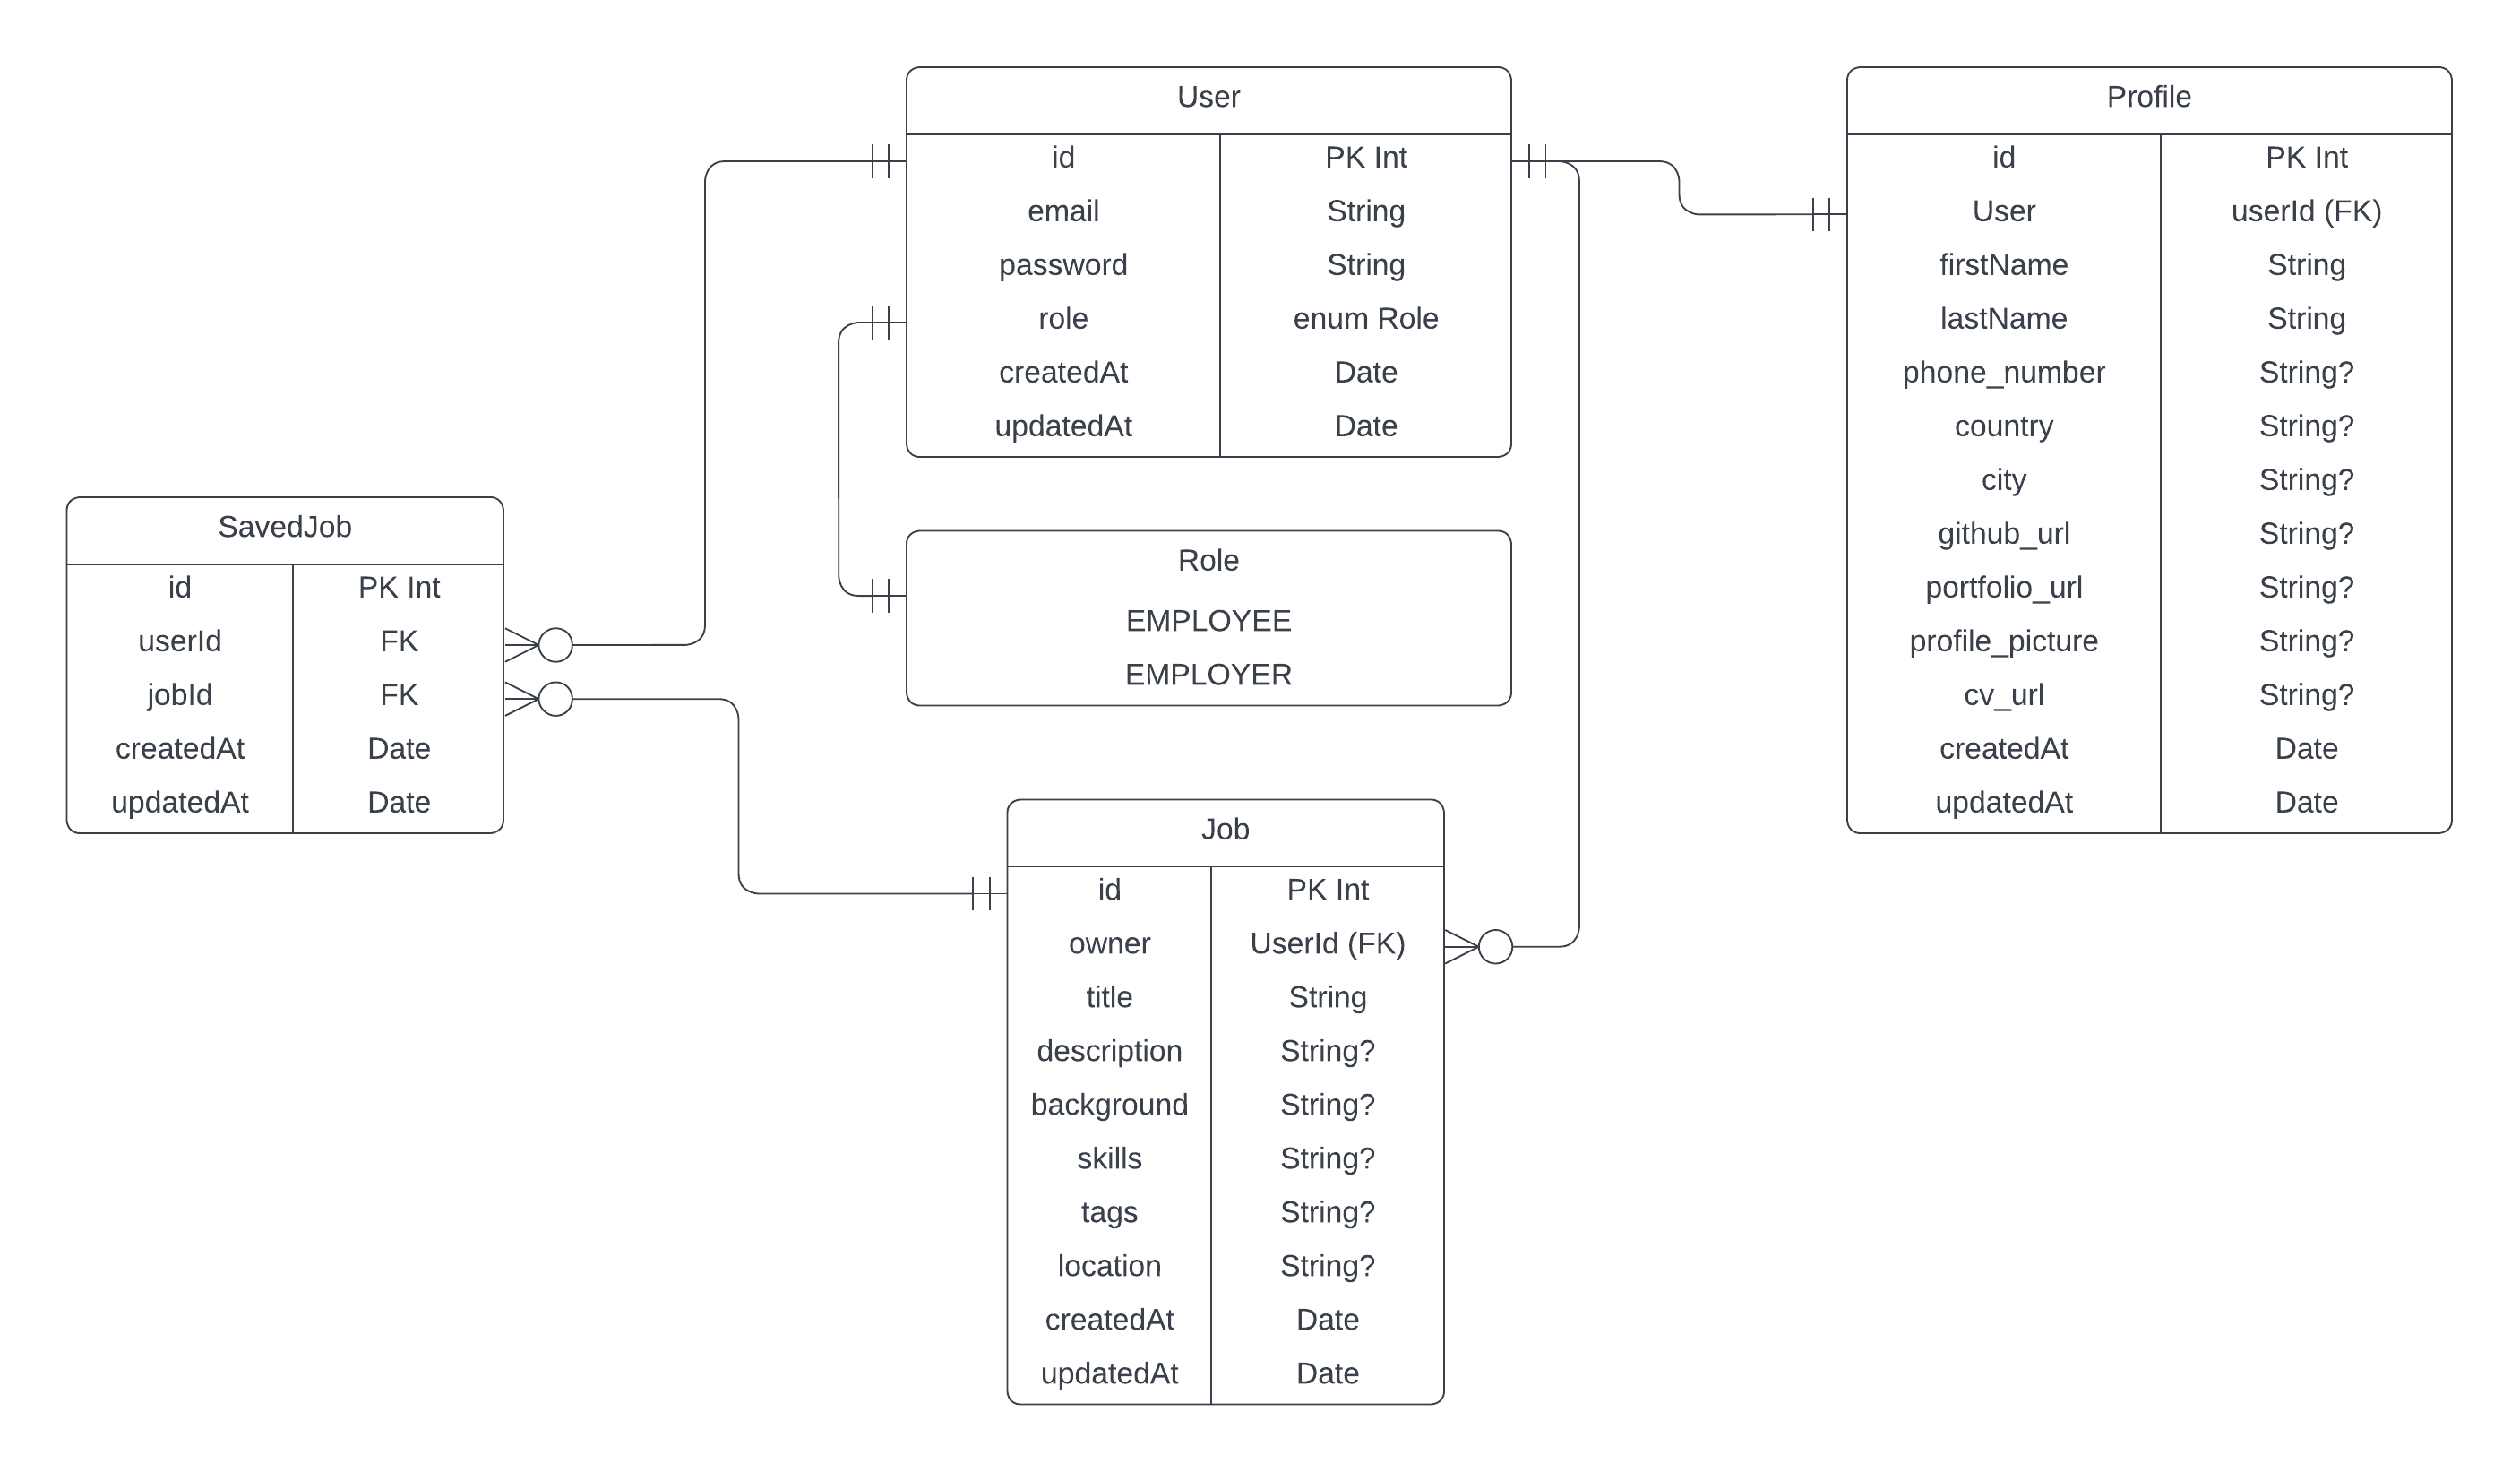 User
id PK Int
email String
password String
role enum Role
createdAt Date
updatedAt Date
Profile
id PK Int
User userId (FK)
firstName String
lastName String
phone_number String?
country String?
city String?
github_url String?
portfolio_url String?
profile_picture String?
cv_url String?
createdAt Date
updatedAt Date
SavedJob
id PK Int
userId FK
jobId FK
createdAt Date
updatedAt Date
Role
EMPLOYEE
EMPLOYER
Job
id PK Int
owner UserId (FK)
title String
description String?
background String?
skills String?
tags String?
location String?
createdAt Date
updatedAt Date